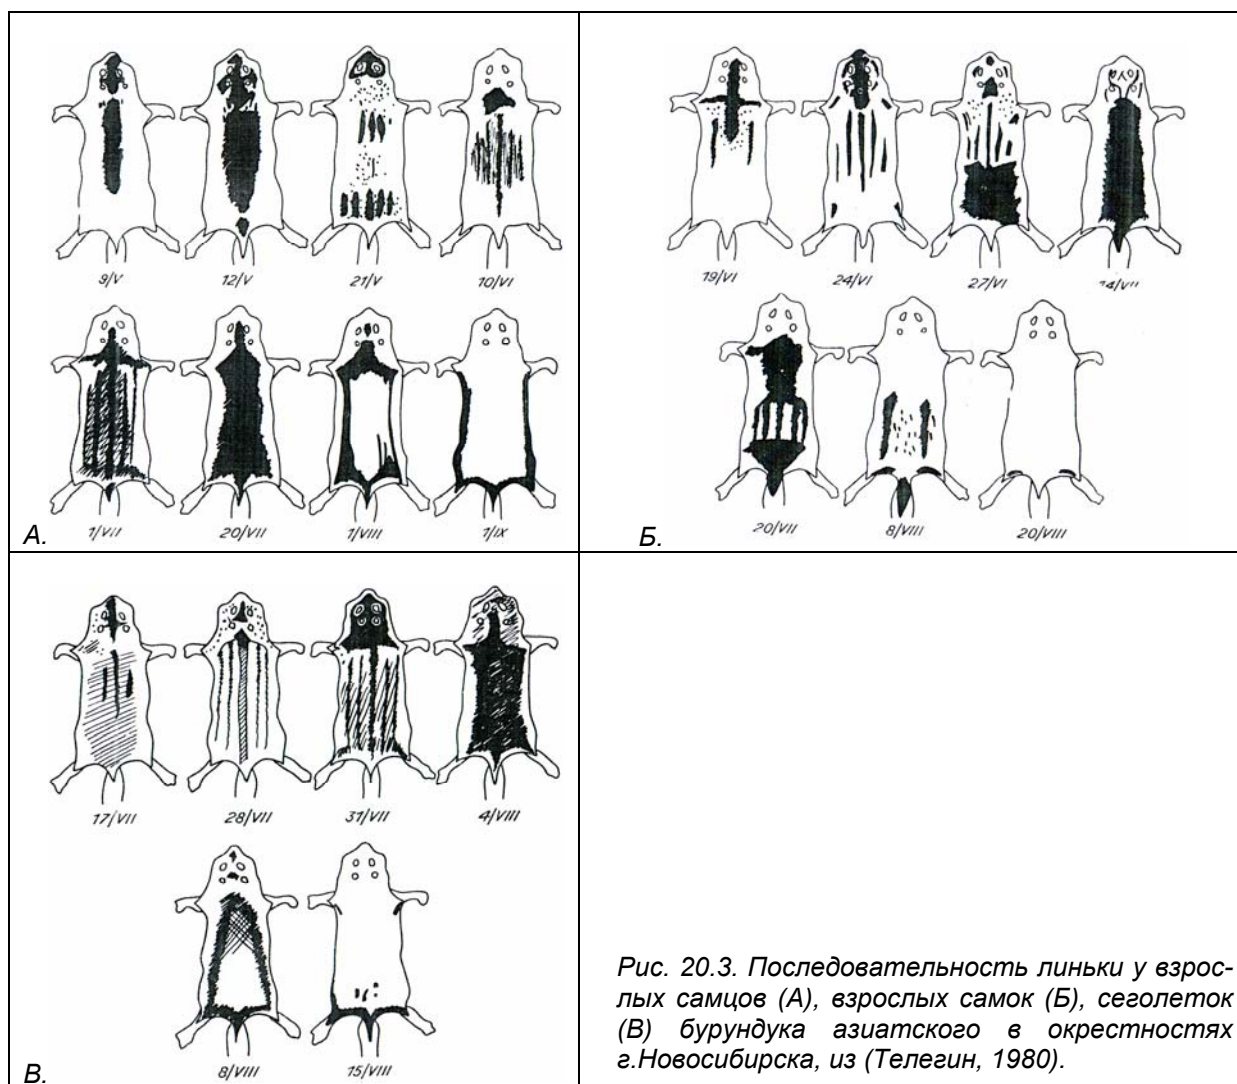 9/V 12/V 21/V 10/VI
1/VII 20/VII 1/VIII 1/IX
А.
19/VI 24/VI 27/VI 14/VII
20/VII 8/VIII 20/VIII
Б.
17/VII 28/VII 31/VII 4/VIII
8/VIII 15/VIII
В.
Рис. 20.3. Последовательность линьки у взрос-
лых самцов (А), взрослых самок (Б), сеголеток
(В) бурундука азиатского в окрестностях
г.Новосибирска, из (Телегин, 1980).